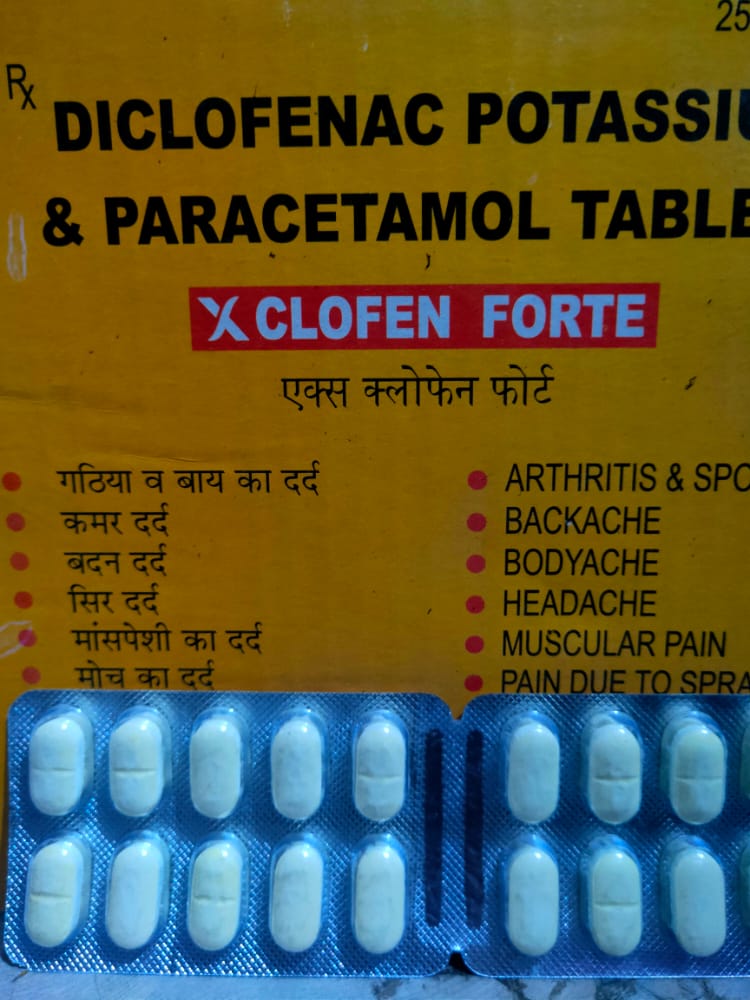 25
Rx
DICLOFENAC POTASSIU
& PARACETAMOL TABLE
X CLOFEN FORTE
एक्स क्लोफेन फोर्ट
गठिया व बाय का दर्द
कमर दर्द
बदन दर्द
सिर दर्द
मांसपेशी का दर्द
मोच का दर्द
ARTHRITIS & SPO
BACKACHE
BODYACHE
HEADACHE
MUSCULAR PAIN
PAIN DUE TO SPRA